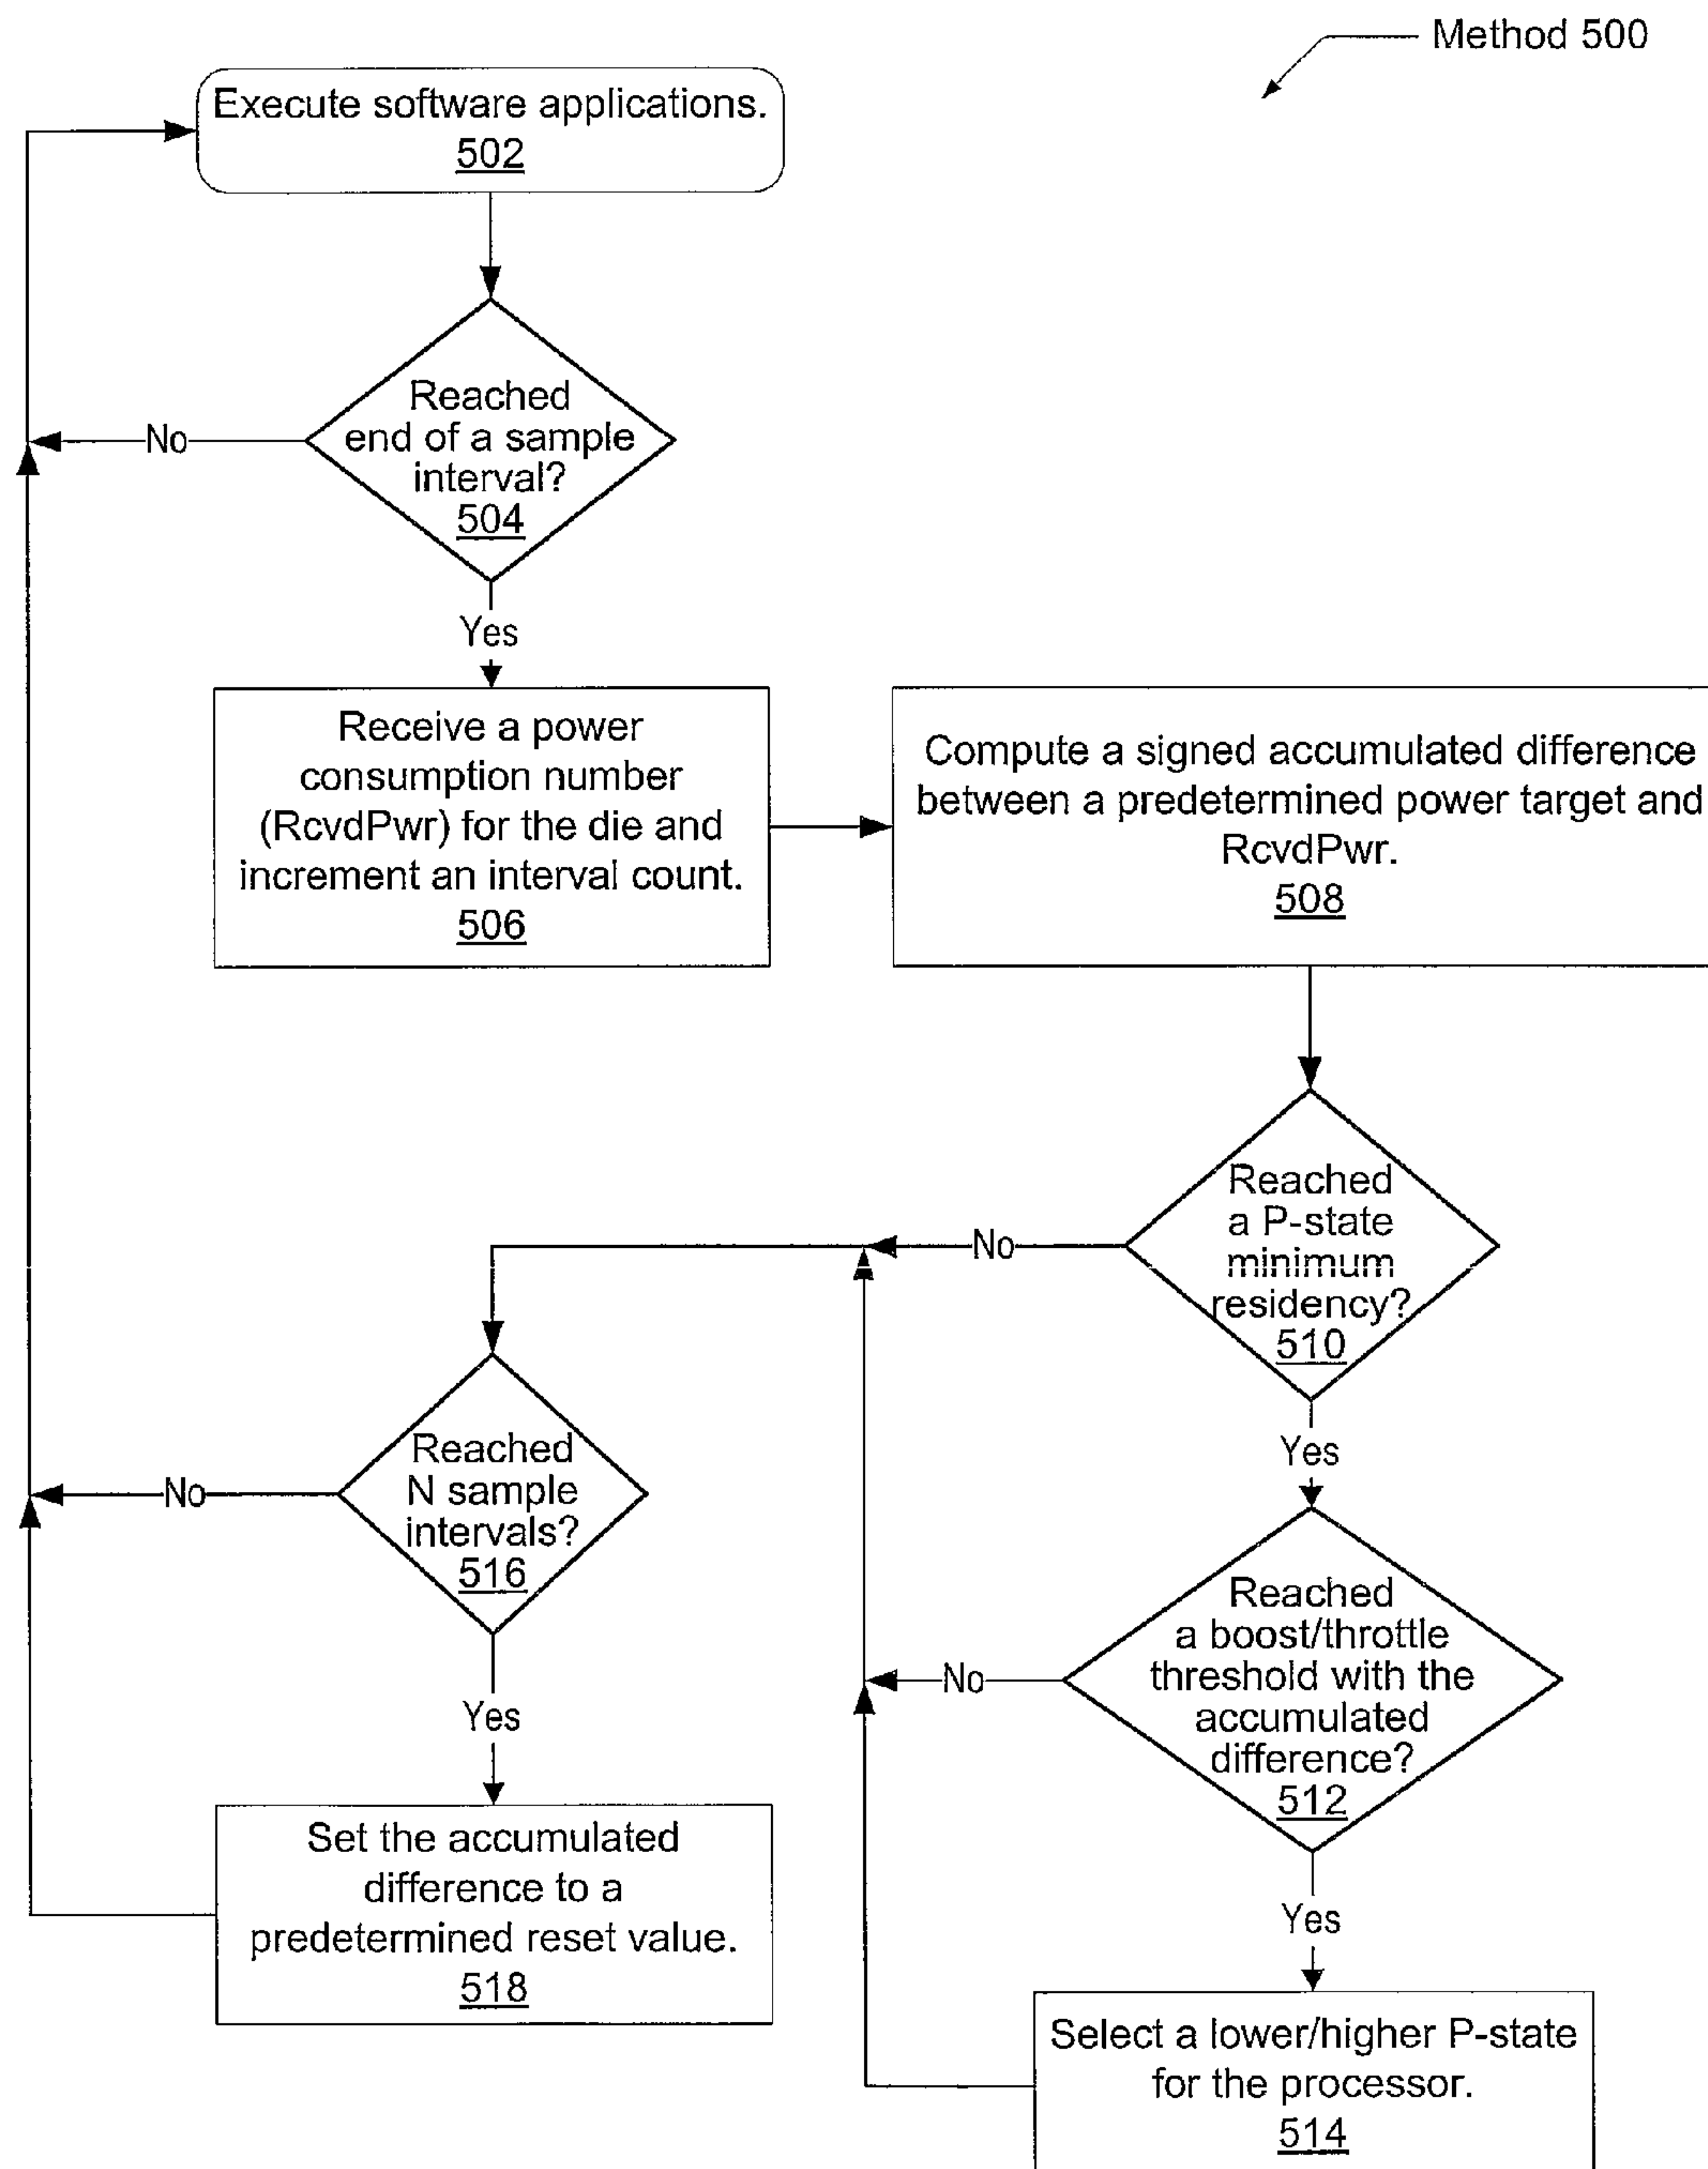 Method 500
Execute software applications.
502
Reached
end of a sample
interval?
504
No
Yes
Receive a power
consumption number
(RcvdPwr) for the die and
increment an interval count.
506
Compute a signed accumulated difference
between a predetermined power target and
RcvdPwr.
508
Reached
a P-state
minimum
residency?
510
No
Yes
Reached
N sample
intervals?
516
No
Yes
Reached
a boost/throttle
threshold with the
accumulated
difference?
512
No
Yes
Set the accumulated
difference to a
predetermined reset value.
518
Select a lower/higher P-state
for the processor.
514